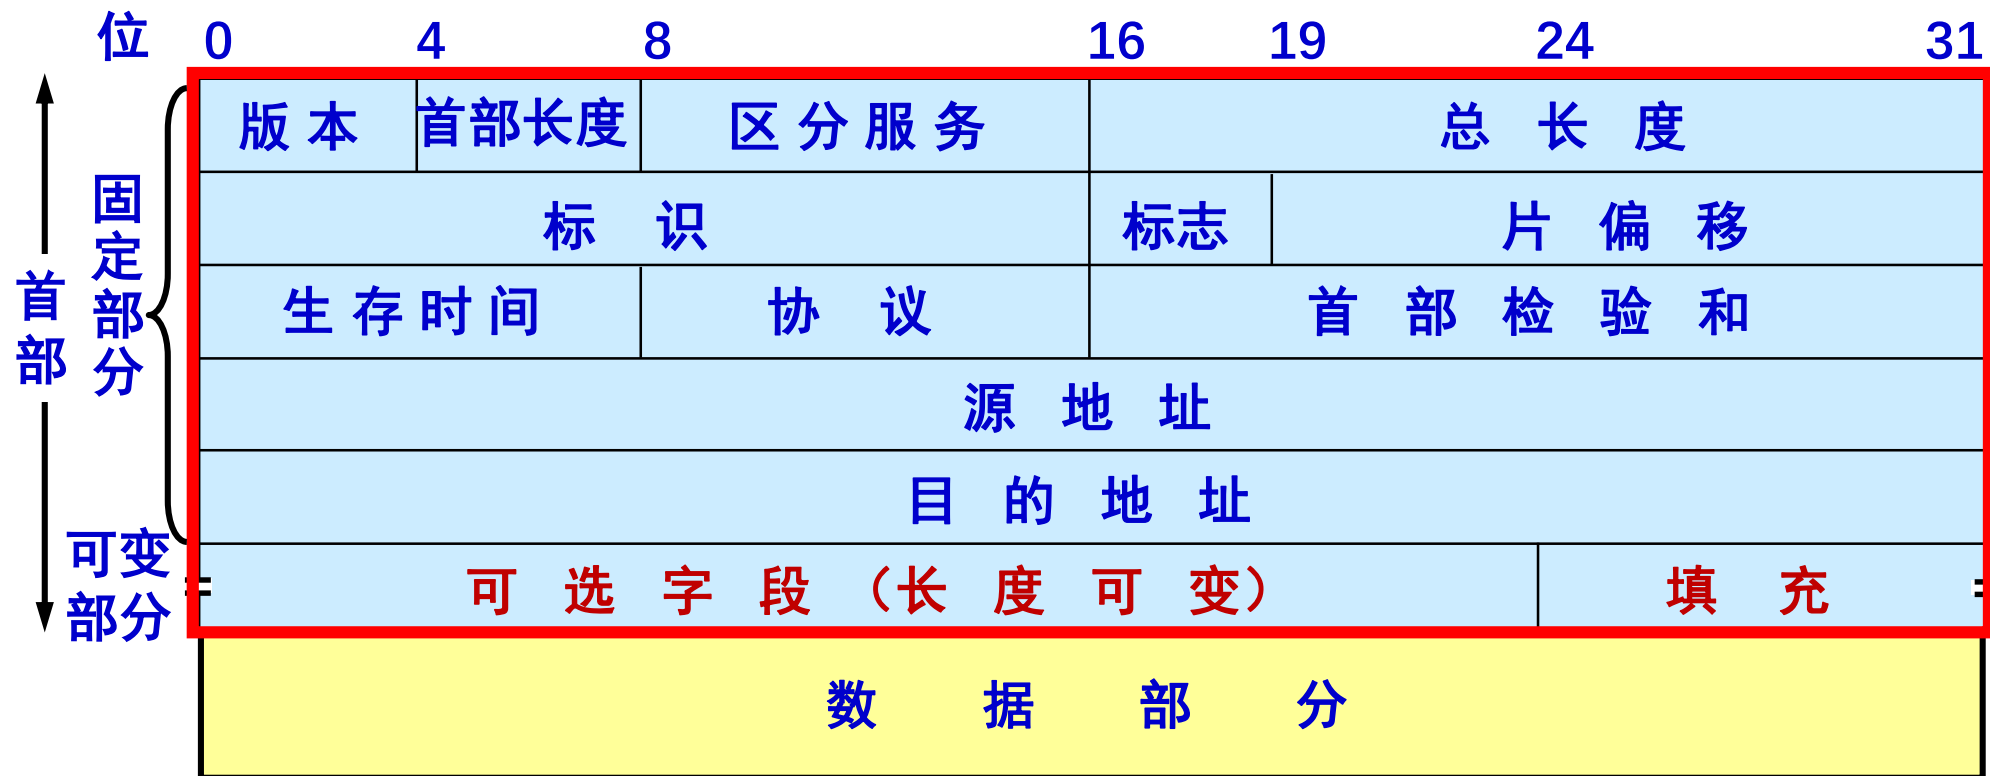 位 0 4 8 16 19 24 31
版 本 首部长度 区 分 服 务 总 长 度
标 识 标志 片 偏 移
生 存 时 间 协 议 首 部 检 验 和
源 地 址
目 的 地 址
可 选 字 段 （长 度 可 变） 填 充
数 据 部 分
首部
固定部分
可变
部分